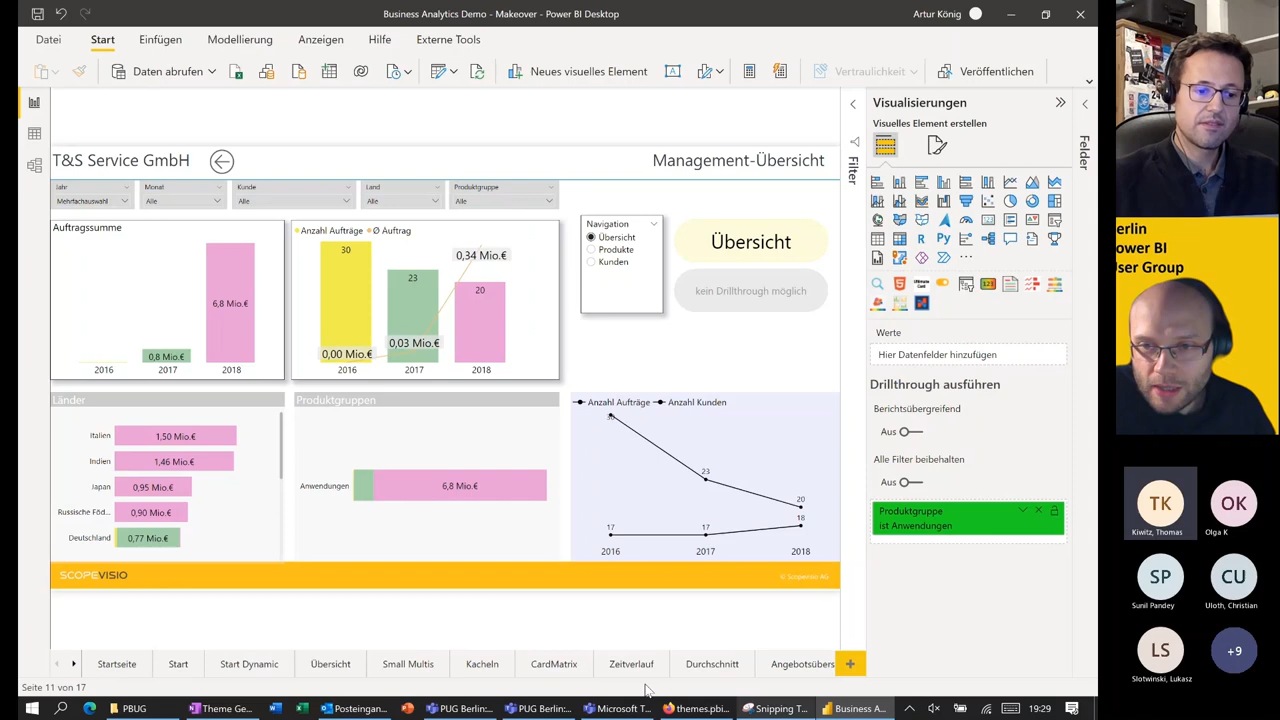 Business Analytics Demo - Makeover - Power BI Desktop
Artur König
Datei
Start
Einfügen
Modellierung
Anzeigen
Hilfe
Externe Tools
Daten abrufen
Neues visuelles Element
Vertraulichkeit
Veröffentlichen
T&S Service GmbH
Management-Übersicht
Jahr
Mehrfachauswahl
Monat
Alle
Kunde
Alle
Land
Alle
Produktgruppe
Alle
Auftragssumme
6,8 Mio.€
0,8 Mio.€
2016
2017
2018
Anzahl Aufträge
Ø Auftrag
30
23
20
0,34 Mio.€
0,03 Mio.€
0,00 Mio.€
2016
2017
2018
Navigation
Übersicht
Produkte
Kunden
Übersicht
kein Drillthrough möglich
Länder
Italien
1,50 Mio.€
Indien
1,46 Mio.€
Japan
0,95 Mio.€
Russische Föd...
0,90 Mio.€
Deutschland
0,77 Mio.€
Produktgruppen
Anwendungen
6,8 Mio.€
Anzahl Aufträge
Anzahl Kunden
30
23
20
17
17
18
2016
2017
2018
SCOPEVISIO
© Scopevisio AG
Filter
Visualisierungen
Visuelles Element erstellen
R
Py
123
Werte
Hier Datenfelder hinzufügen
Drillthrough ausführen
Berichtsübergreifend
Aus
Alle Filter beibehalten
Aus
Produktgruppe
ist Anwendungen
Felder
Startseite
Start
Start Dynamic
Übersicht
Small Multis
Kacheln
CardMatrix
Zeitverlauf
Durchschnitt
Angebotsübers
Seite 11 von 17
PBUG
Theme Ge...
Posteingan...
PUG Berlin:...
PUG Berlin:...
Microsoft T...
themes.pbi...
Snipping T...
Business A...
19:29
erlin
ower BI
ser Group
TK
Kiwitz, Thomas
OK
Olga K
SP
Sunil Pandey
CU
Uloth, Christian
LS
Slotwinski, Lukasz
+9